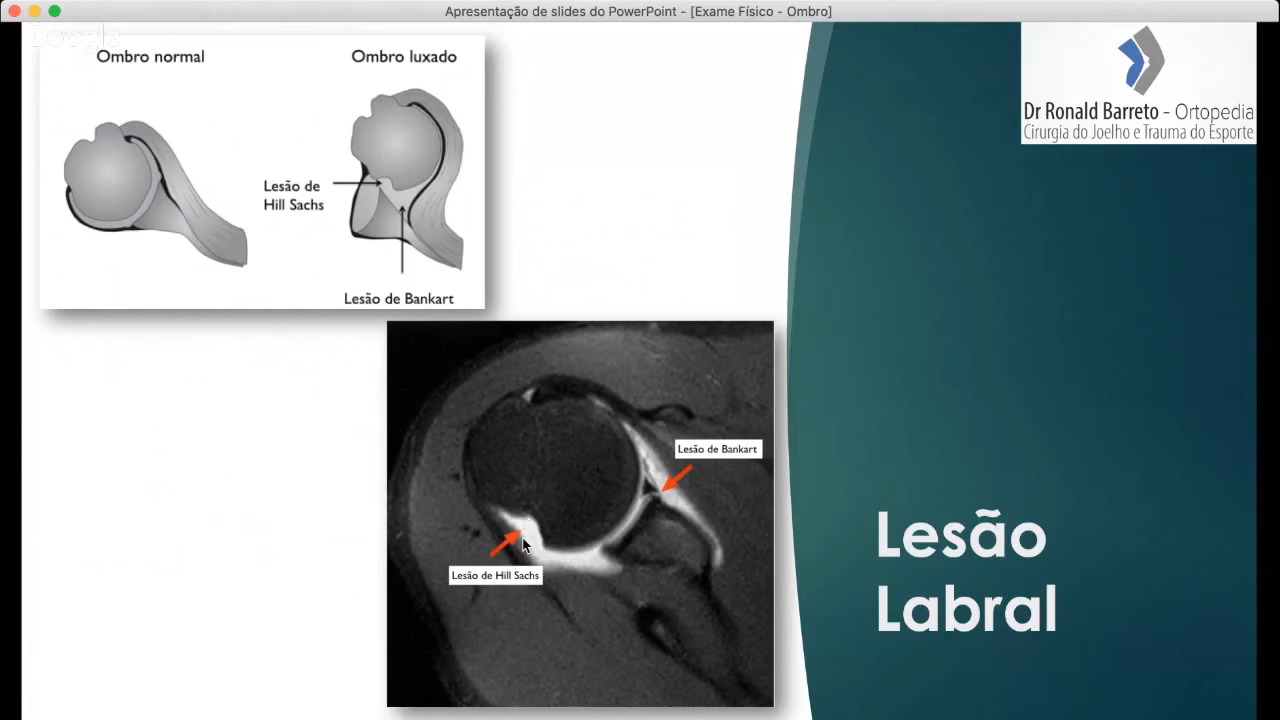 Apresentação de slides do PowerPoint - [Exame Físico - Ombro]
Google
Ombro normal
Ombro luxado
Lesão de
Hill Sachs
Lesão de Bankart
Dr Ronald Barreto - Ortopedia
Cirurgia do Joelho e Trauma do Esporte
Lesão de Bankart
Lesão de Hill Sachs
Lesão
Labral